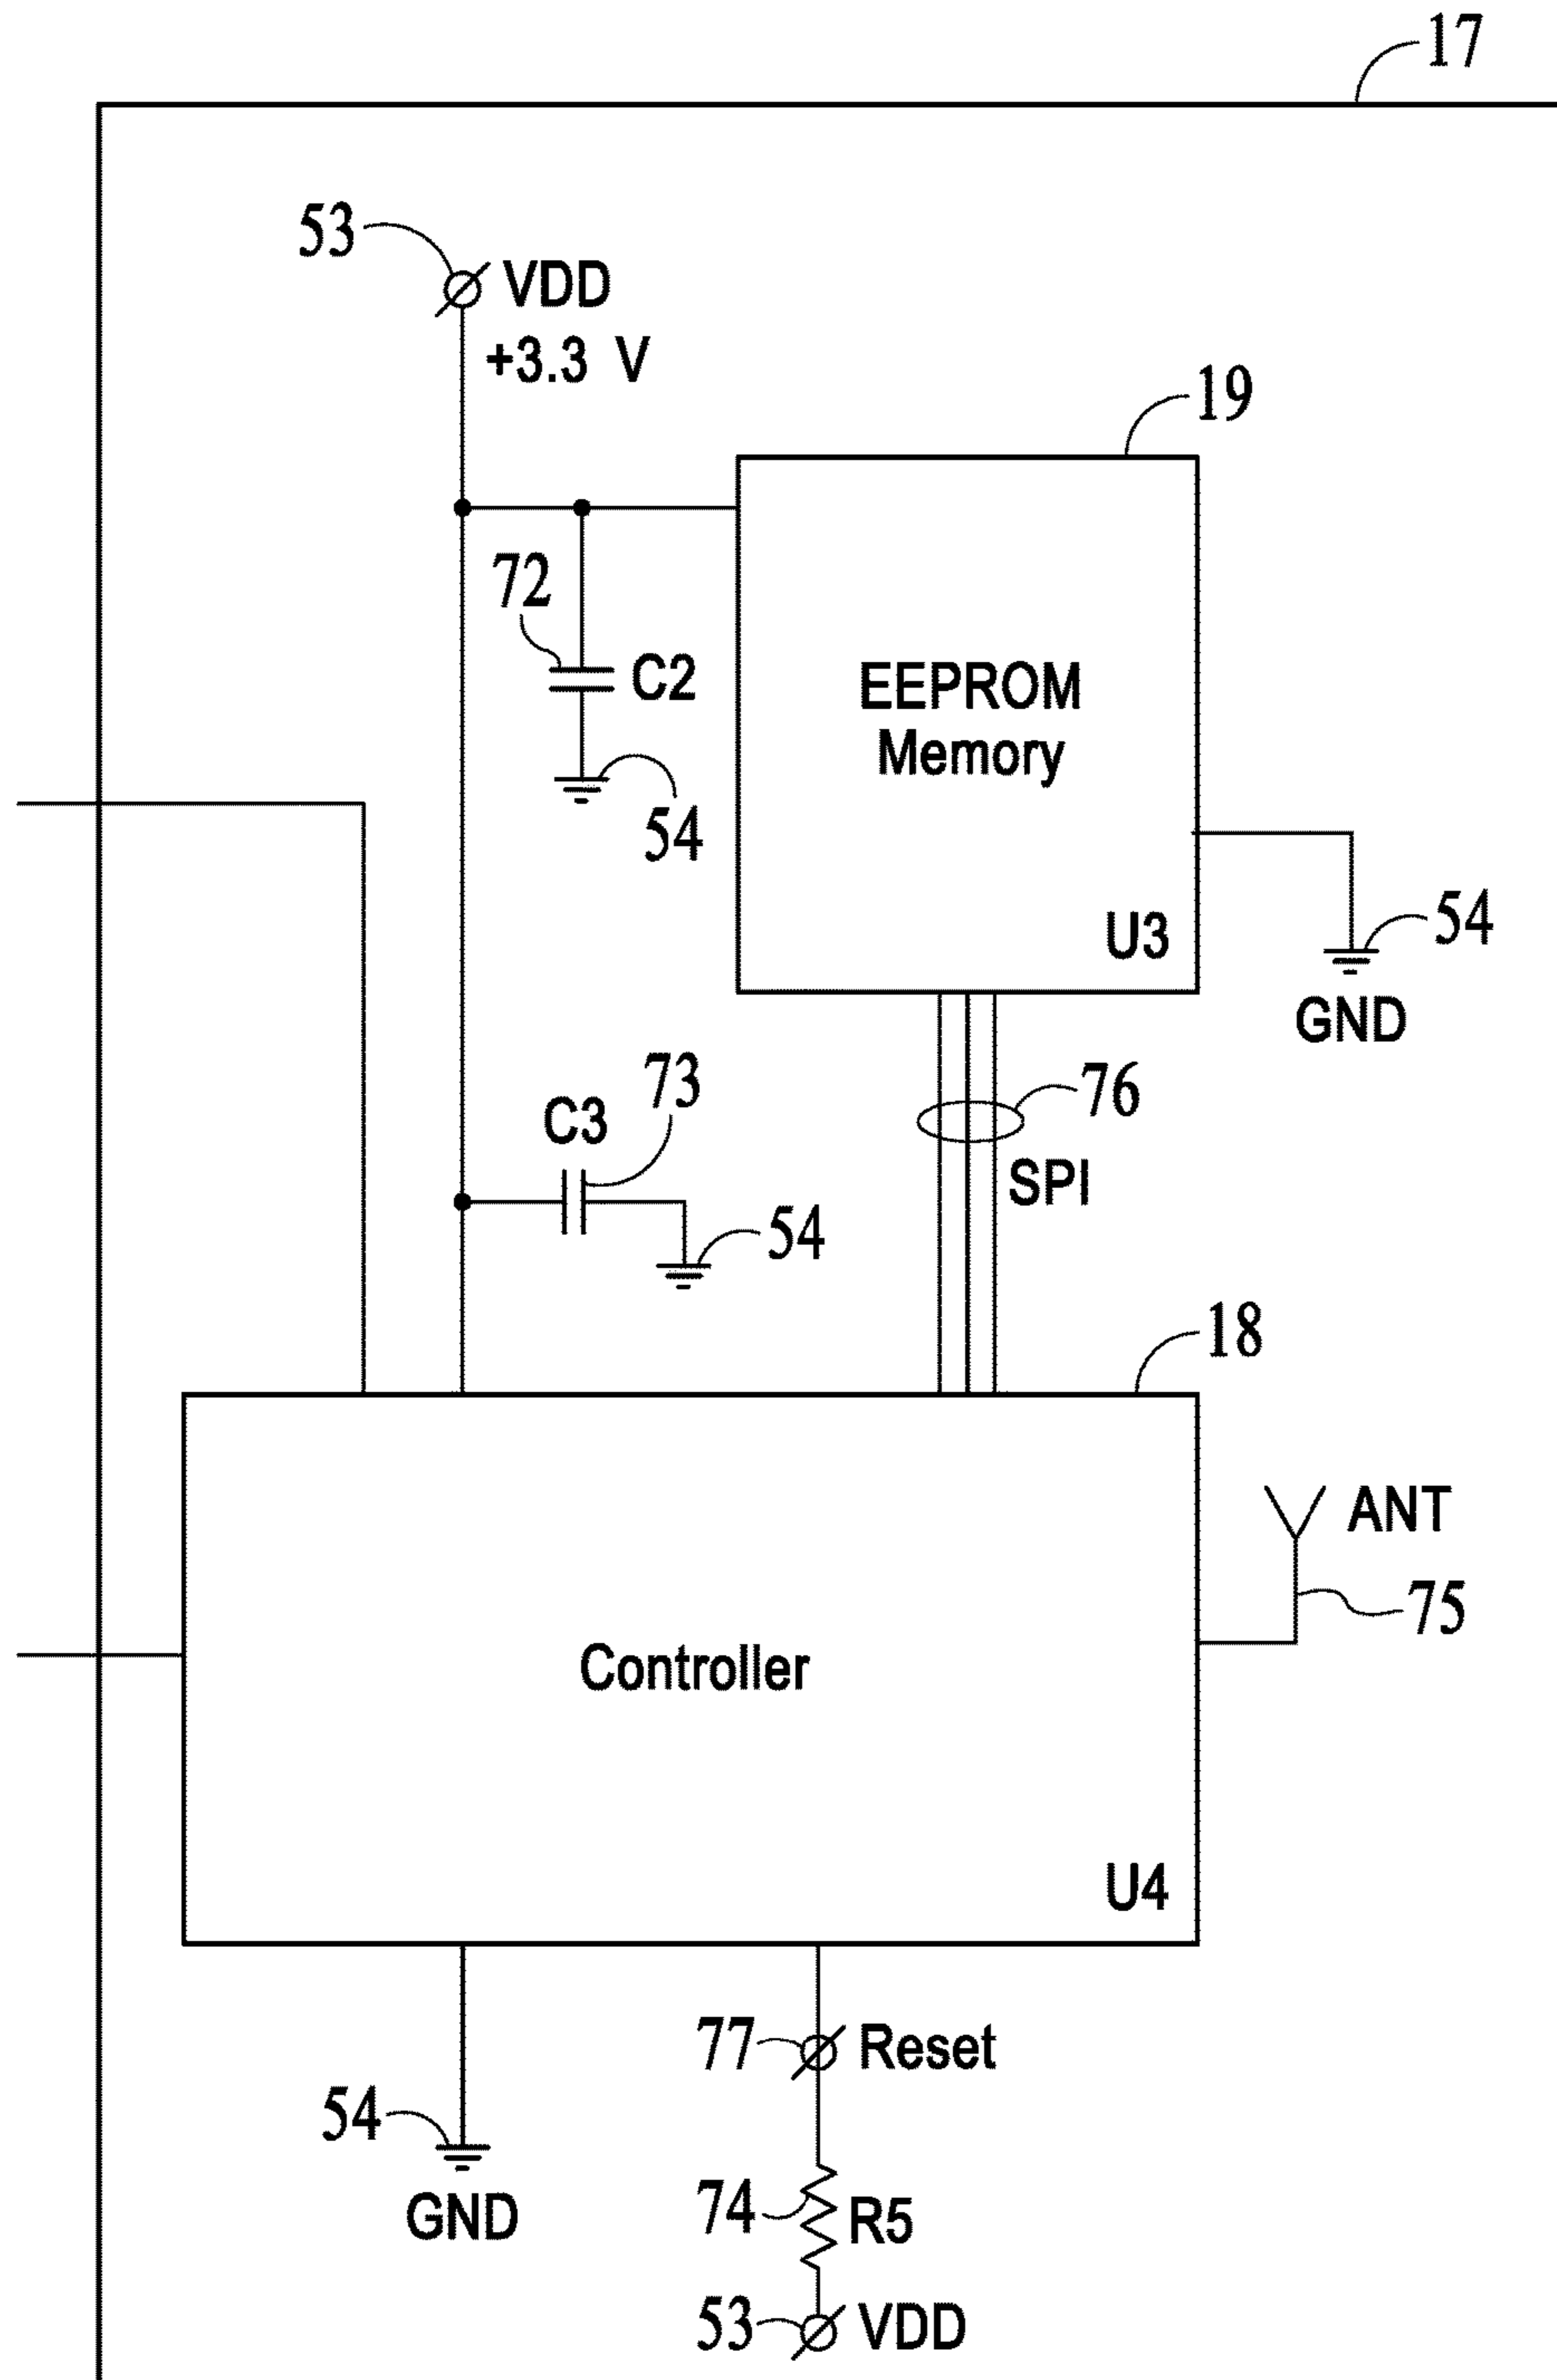 17
53
VDD
+3.3 V
19
72
C2
EEPROM
Memory
54
U3
54
GND
76
SPI
C3
73
54
18
ANT
75
Controller
U4
77
Reset
54
GND
74
R5
53
VDD